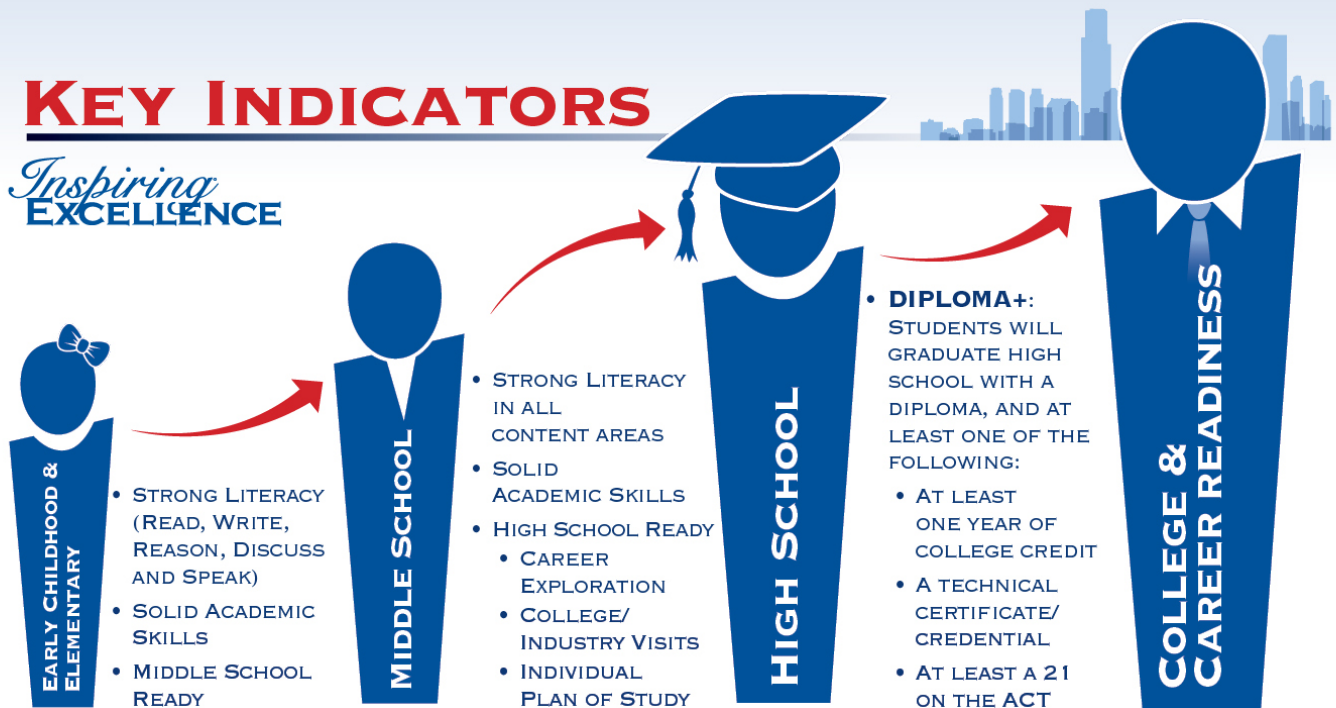 KEY INDICATORS
Inspiring
EXCELLENCE
EARLY CHILDHOOD &
ELEMENTARY
• STRONG LITERACY
(READ, WRITE,
REASON, DISCUSS
AND SPEAK)
• SOLID ACADEMIC
SKILLS
• MIDDLE SCHOOL
READY
MIDDLE SCHOOL
• STRONG LITERACY
IN ALL
CONTENT AREAS
• SOLID
ACADEMIC SKILLS
• HIGH SCHOOL READY
• CAREER
EXPLORATION
• COLLEGE/
INDUSTRY VISITS
• INDIVIDUAL
PLAN OF STUDY
HIGH SCHOOL
• DIPLOMA+:
STUDENTS WILL
GRADUATE HIGH
SCHOOL WITH A
DIPLOMA, AND AT
LEAST ONE OF THE
FOLLOWING:
• AT LEAST
ONE YEAR OF
COLLEGE CREDIT
• A TECHNICAL
CERTIFICATE/
CREDENTIAL
• AT LEAST A 21
ON THE ACT
COLLEGE &
CAREER READINESS